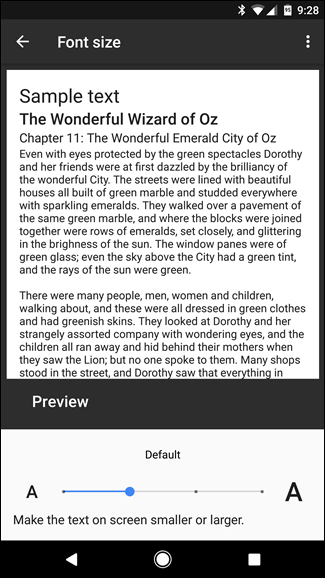 9:28
Font size
Sample text
The Wonderful Wizard of Oz
Chapter 11: The Wonderful Emerald City of Oz
Even with eyes protected by the green spectacles Dorothy
and her friends were at first dazzled by the brilliancy of
the wonderful City. The streets were lined with beautiful
houses all built of green marble and studded everywhere
with sparkling emeralds. They walked over a pavement of
the same green marble, and where the blocks were joined
together were rows of emeralds, set closely, and glittering
in the brighness of the sun. The window panes were of
green glass; even the sky above the City had a green tint,
and the rays of the sun were green.
There were many people, men, women and children,
walking about, and these were all dressed in green clothes
and had greenish skins. They looked at Dorothy and her
strangely assorted company with wondering eyes, and the
children all ran away and hid behind their mothers when
they saw the Lion; but no one spoke to them. Many shops
stood in the street, and Dorothy saw that everything in
Preview
Default
A A
Make the text on screen smaller or larger.